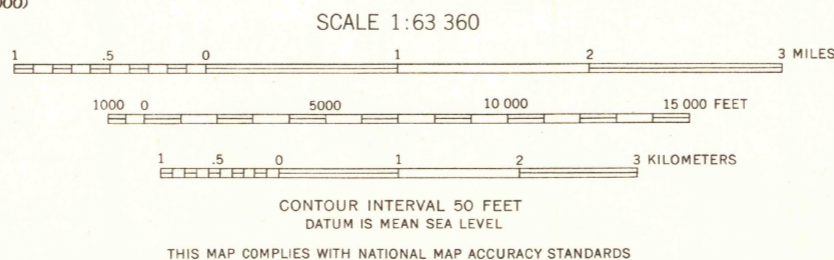 000)
SCALE 1:63 360
1 .5 0 1 2 3 MILES
1000 0 5000 10 000 15 000 FEET
1 .5 0 1 2 3 KILOMETERS
CONTOUR INTERVAL 50 FEET
DATUM IS MEAN SEA LEVEL
THIS MAP COMPLIES WITH NATIONAL MAP ACCURACY STANDARDS